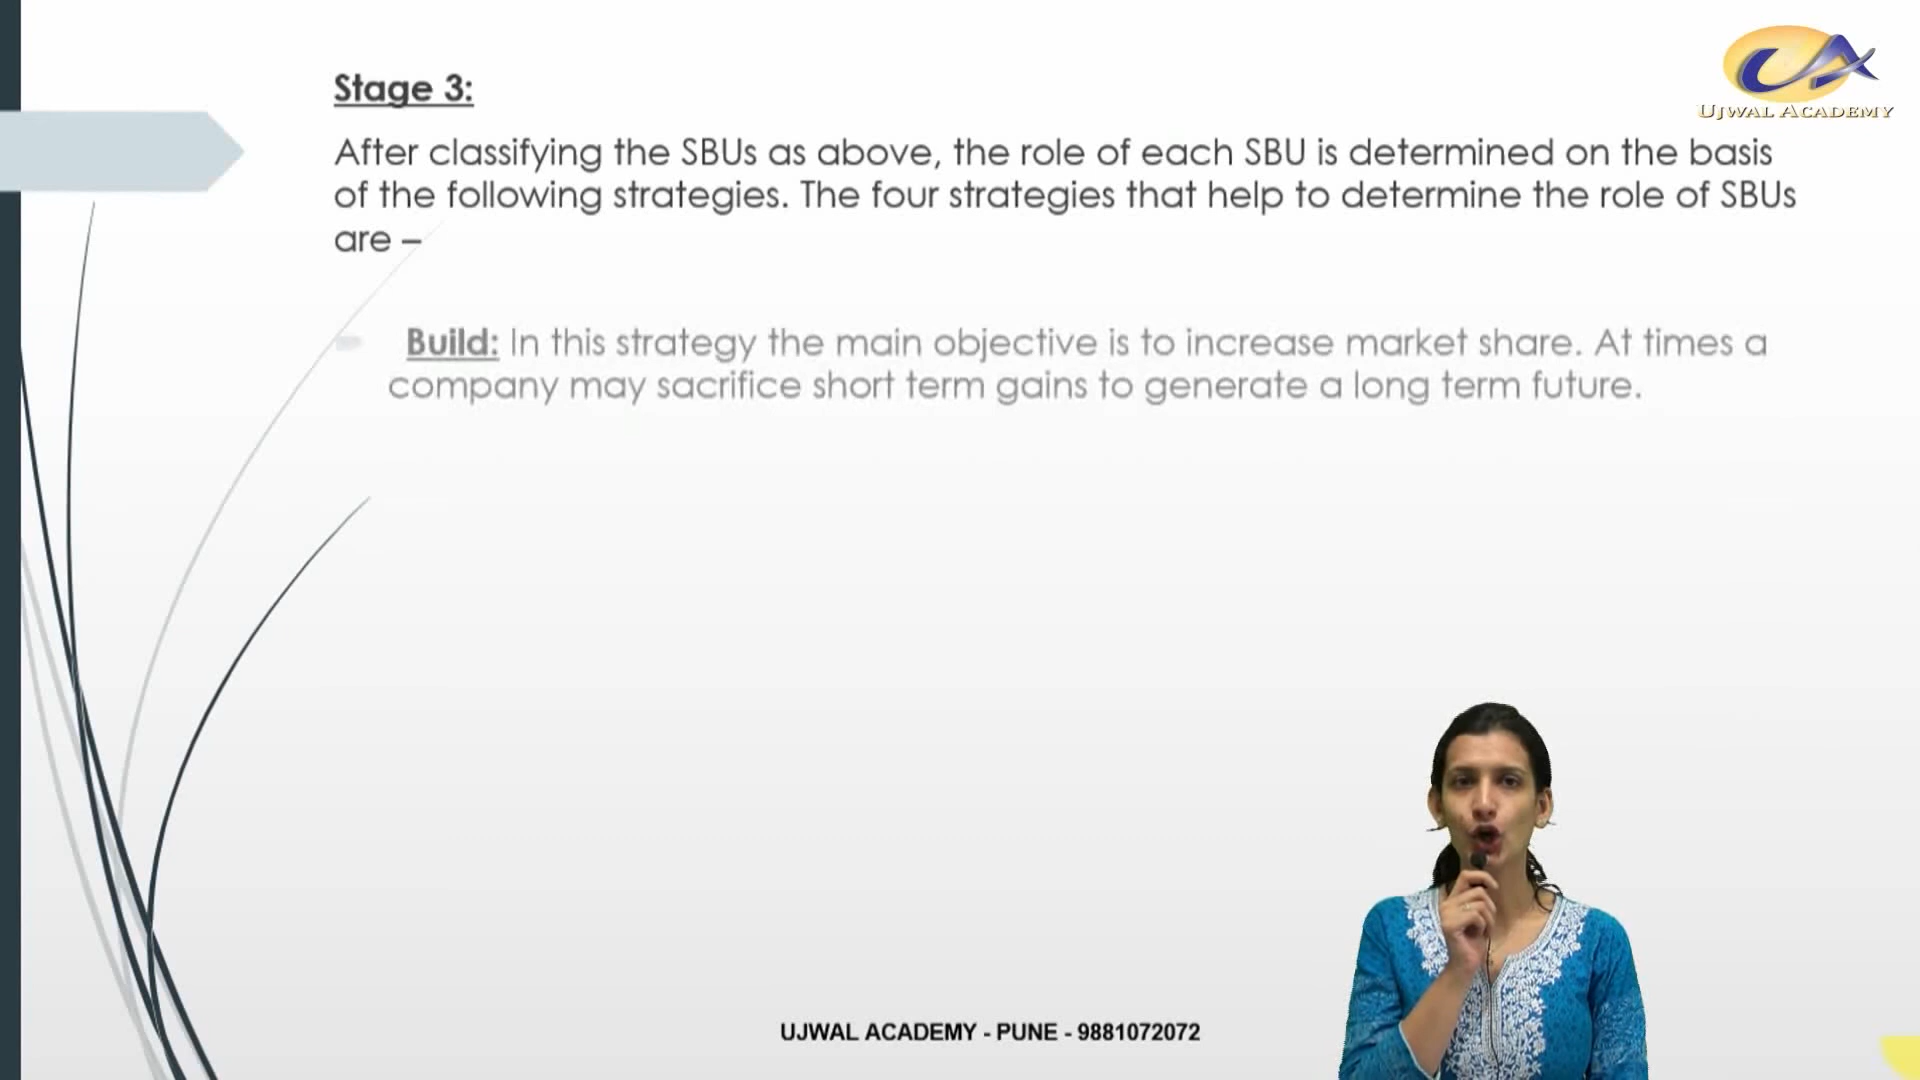 UJWAL ACADEMY
Stage 3:
After classifying the SBUs as above, the role of each SBU is determined on the basis
of the following strategies. The four strategies that help to determine the role of SBUs
are –
Build: In this strategy the main objective is to increase market share. At times a
company may sacrifice short term gains to generate a long term future.
UJWAL ACADEMY - PUNE - 9881072072